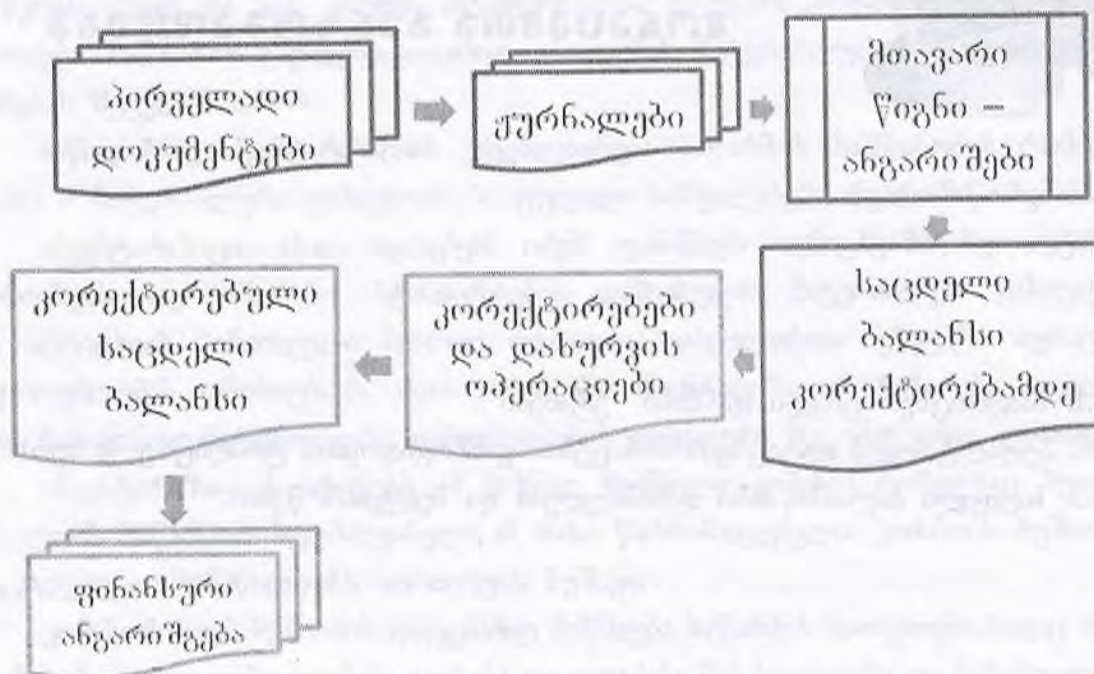 პირველადი
დოკუმენტები
ჟურნალები
მთავარი
წიგნი –
ანგარიშები
საცდელი
ბალანსი
კორექტირებამდე
კორექტირებები
და დახურვის
ოპერაციები
კორექტირებული
საცდელი
ბალანსი
ფინანსური
ანგარიშგება